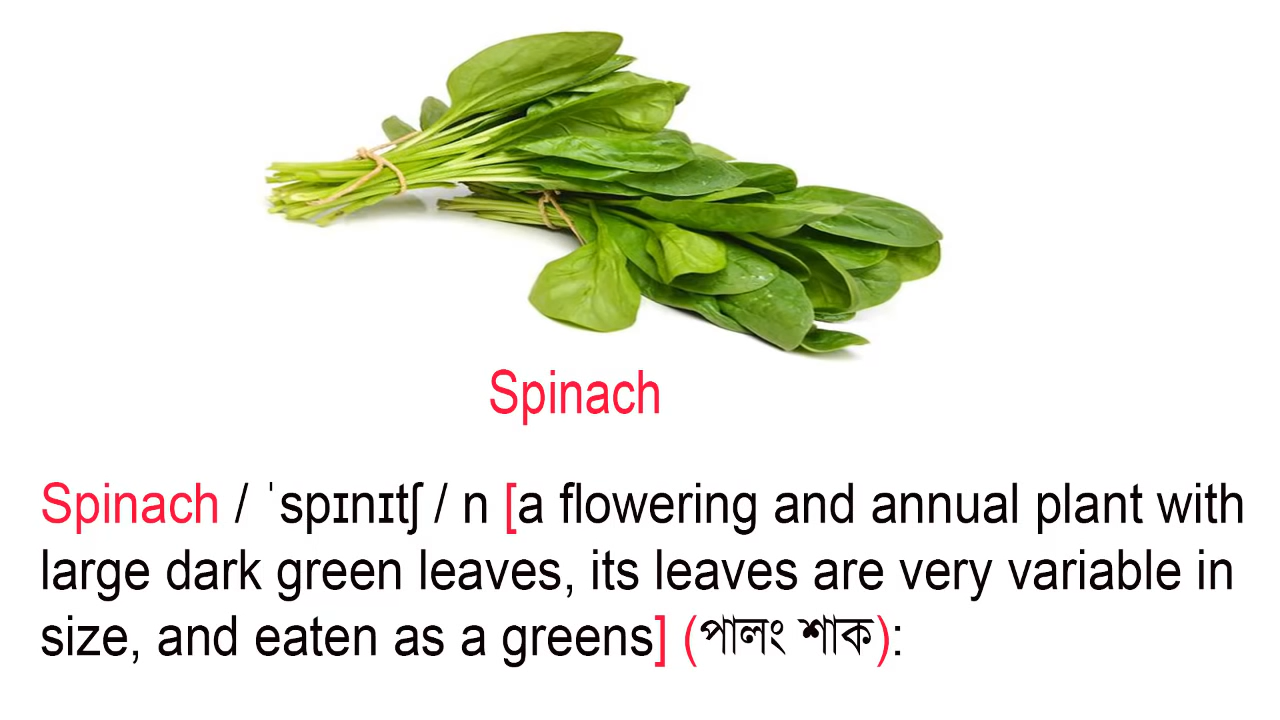 Spinach
Spinach / ˈspɪnɪtʃ / n [a flowering and annual plant with
large dark green leaves, its leaves are very variable in
size, and eaten as a greens] (পালং শাক):